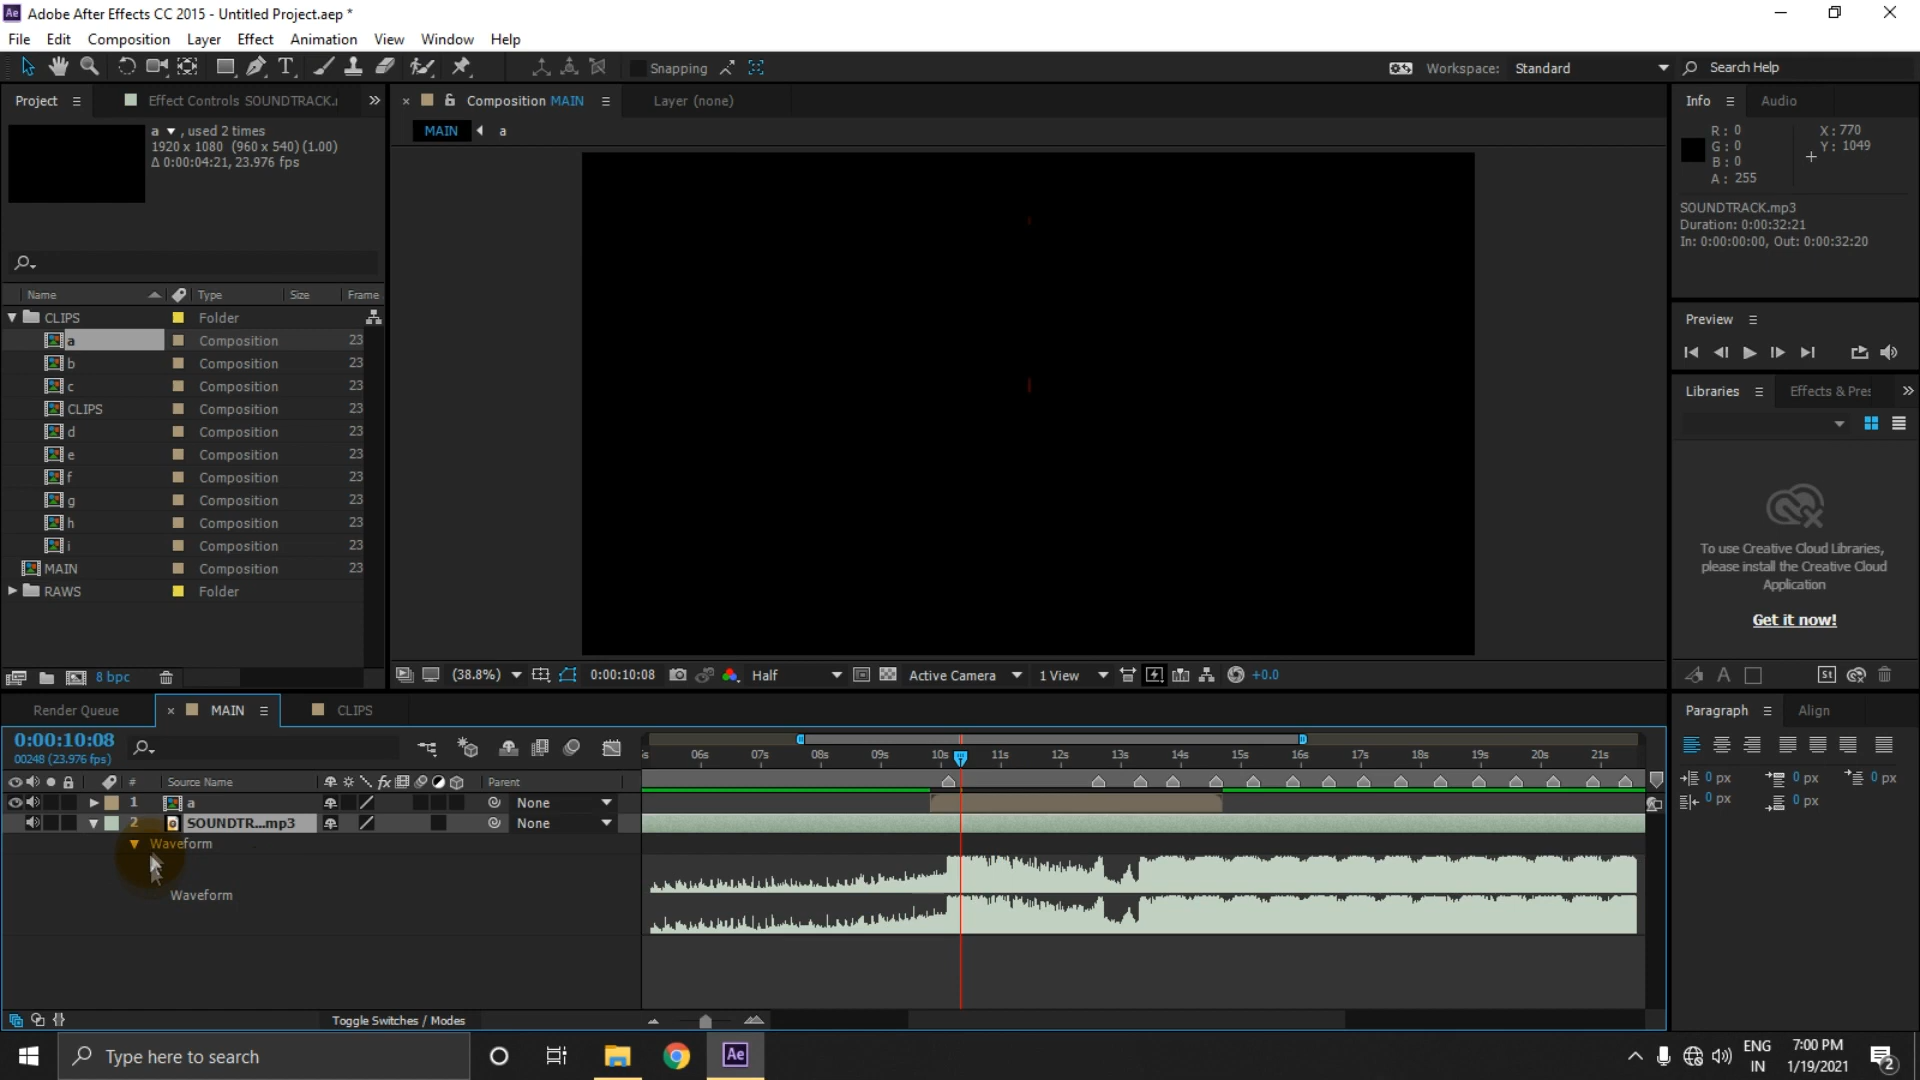 Adobe After Effects CC 2015 - Untitled Project.aep *
File Edit Composition Layer Effect Animation View Window Help
Snapping
Workspace: Standard
Search Help
Project
Effect Controls SOUNDTRACK.
Composition MAIN
Layer (none)
MAIN a
a , used 2 times
1920 x 1080 (960 x 540) (1.00)
Δ 0:00:04:21, 23.976 fps
Name Type Size Frame
CLIPS Folder
a Composition 23
b Composition 23
c Composition 23
CLIPS Composition 23
d Composition 23
e Composition 23
f Composition 23
g Composition 23
h Composition 23
i Composition 23
MAIN Composition 23
RAWS Folder
8 bpc
(38.8%) 0:00:10:08 Half Active Camera 1 View +0.0
Info Audio
R: 0
G: 0
B: 0
A: 255
X: 770
Y: 1049
SOUNDTRACK.mp3
Duration: 0:00:32:21
In: 0:00:00:00, Out: 0:00:32:20
Preview
Libraries Effects & Pre
To use Creative Cloud Libraries,
please install the Creative Cloud
Application
Get it now!
St
Paragraph Align
0 px 0 px 0 px
0 px 0 px
Render Queue MAIN CLIPS
0:00:10:08
00248 (23.976 fps)
06s 07s 08s 09s 10s 11s 12s 13s 14s 15s 16s 17s 18s 19s 20s 21s
# Source Name Parent
1 a None
2 SOUNDTR...mp3 None
Waveform
Waveform
Toggle Switches / Modes
Type here to search
Ae
ENG
IN
7:00 PM
1/19/2021
2